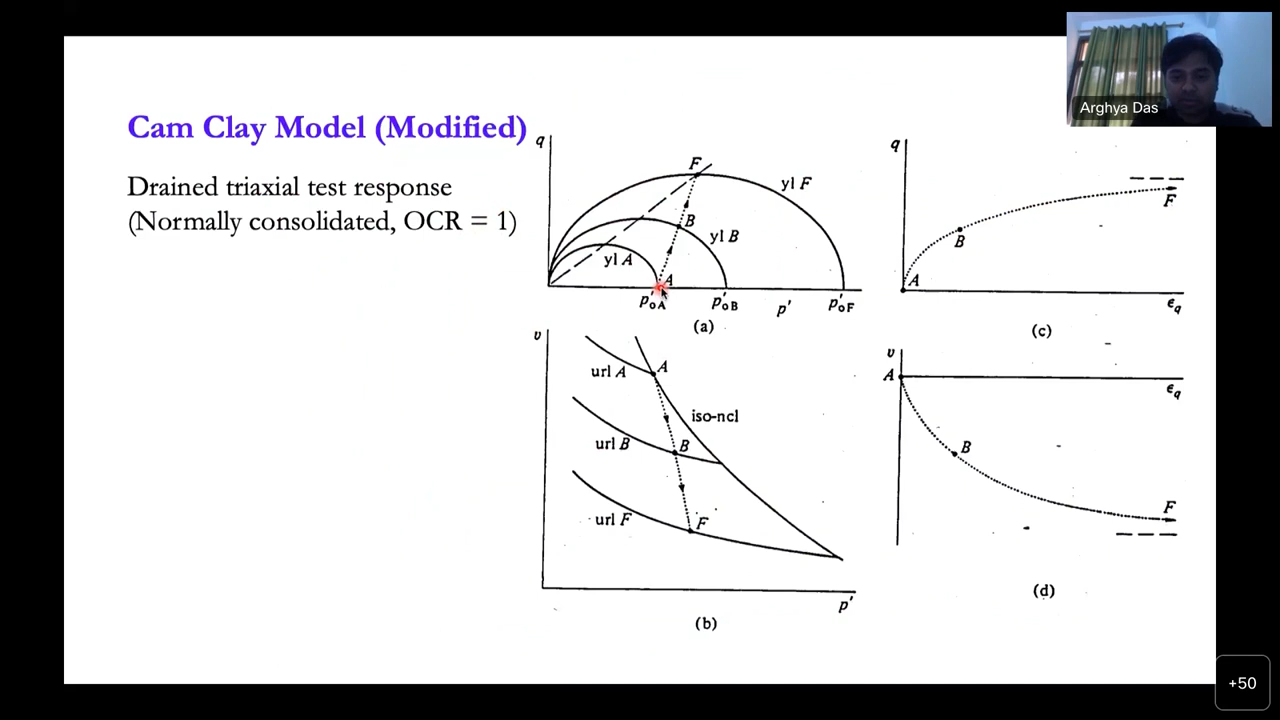 Arghya Das
Cam Clay Model (Modified)
Drained triaxial test response
(Normally consolidated, OCR = 1)
q
F
yl F
B
yl B
yl A
A
p'oA
p'oB
p'
p'oF
(a)
υ
url A
A
iso-ncl
url B
B
url F
F
p'
(b)
q
F
B
A
ϵq
(c)
υ
A
ϵq
B
F
(d)
+50